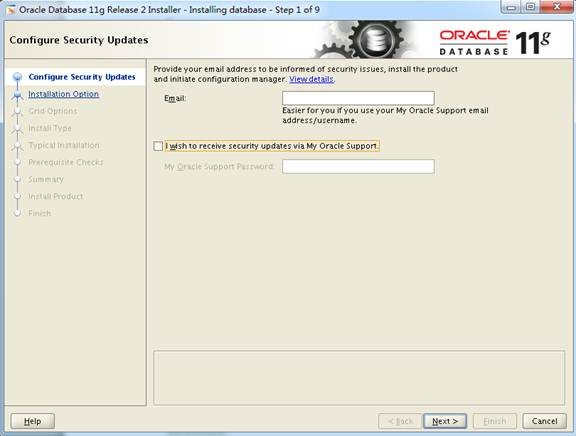 Oracle Database 11g Release 2 Installer - Installing database - Step 1 of 9
Configure Security Updates
ORACLE
DATABASE 11g
Configure Security Updates
Installation Option
Grid Options
Install Type
Typical Installation
Prerequisite Checks
Summary
Install Product
Finish
Provide your email address to be informed of security issues, install the product
and initiate configuration manager. View details.
Email:
Easier for you if you use your My Oracle Support email
address/username.
I wish to receive security updates via My Oracle Support.
My Oracle Support Password:
Help
< Back
Next >
Finish
Cancel